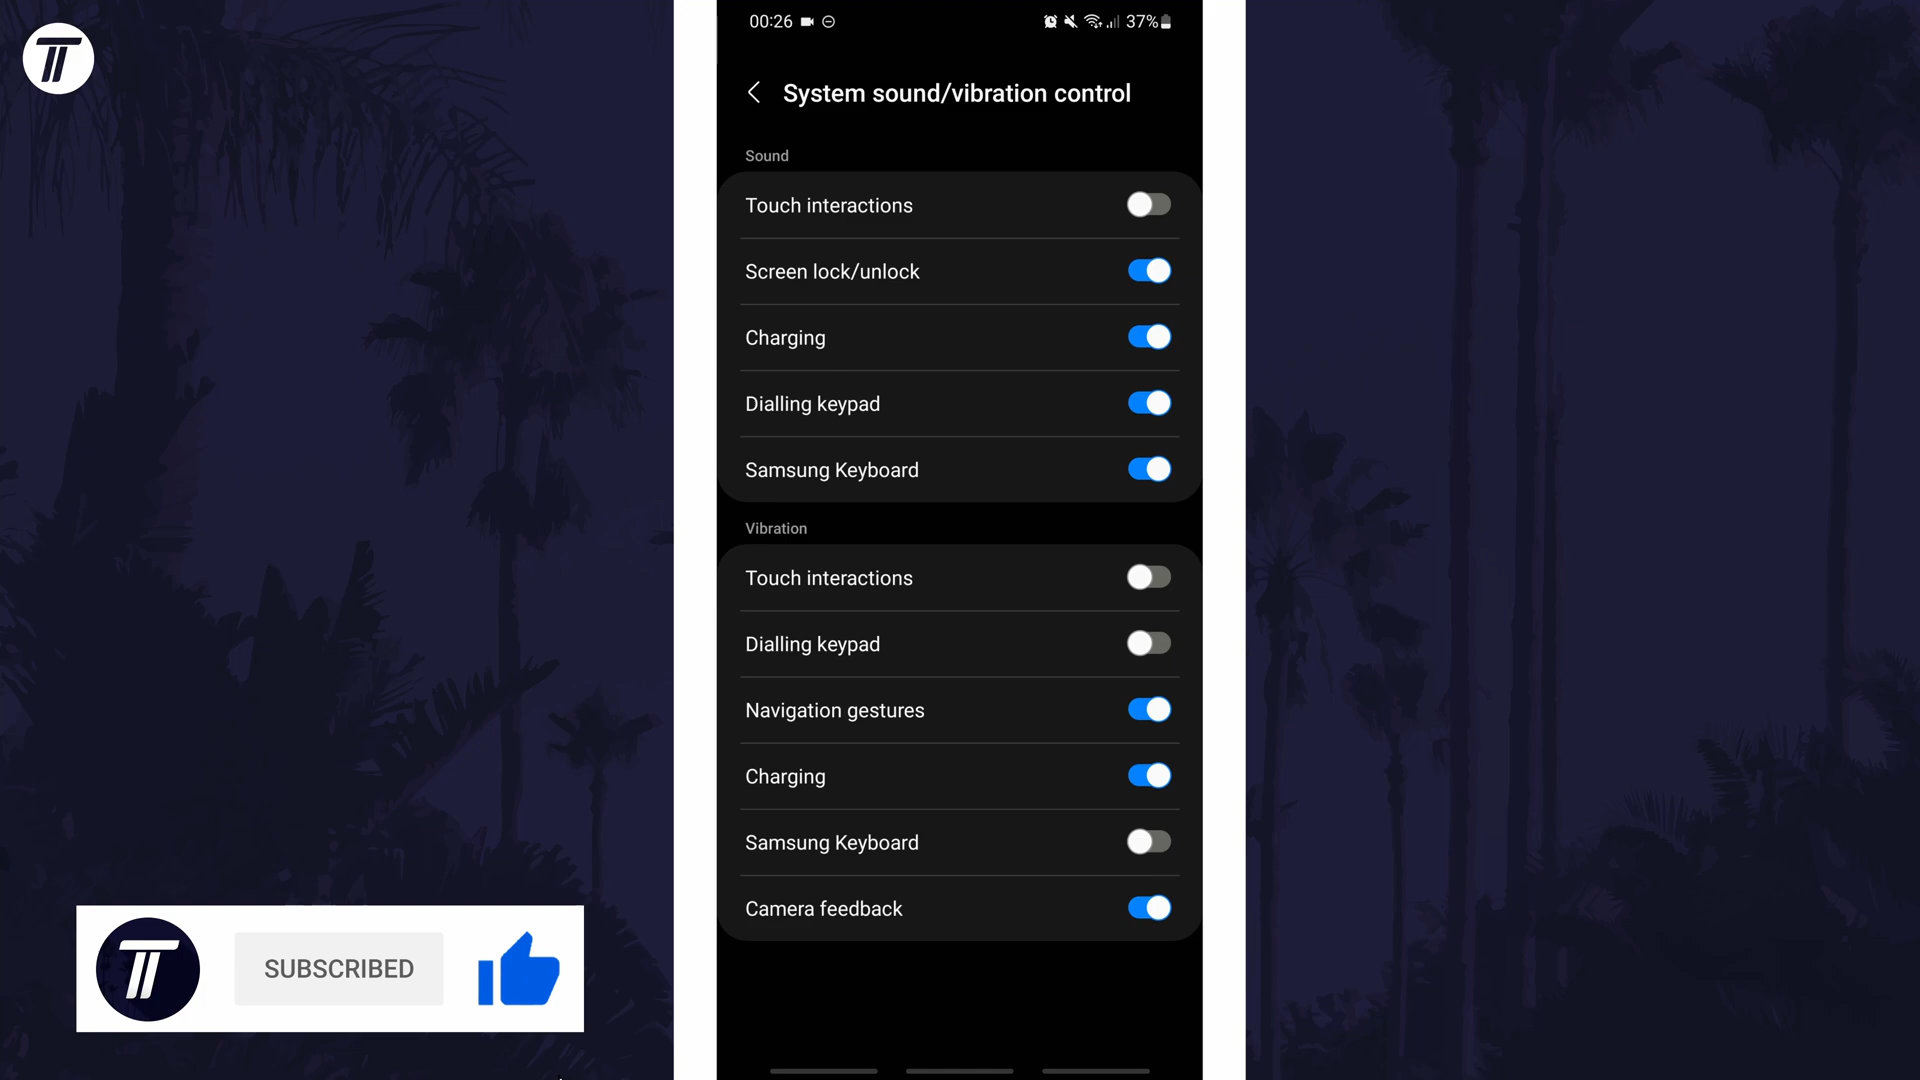 00:26
37%
System sound/vibration control
Sound
Touch interactions
Screen lock/unlock
Charging
Dialling keypad
Samsung Keyboard
Vibration
Touch interactions
Dialling keypad
Navigation gestures
Charging
Samsung Keyboard
Camera feedback
SUBSCRIBED